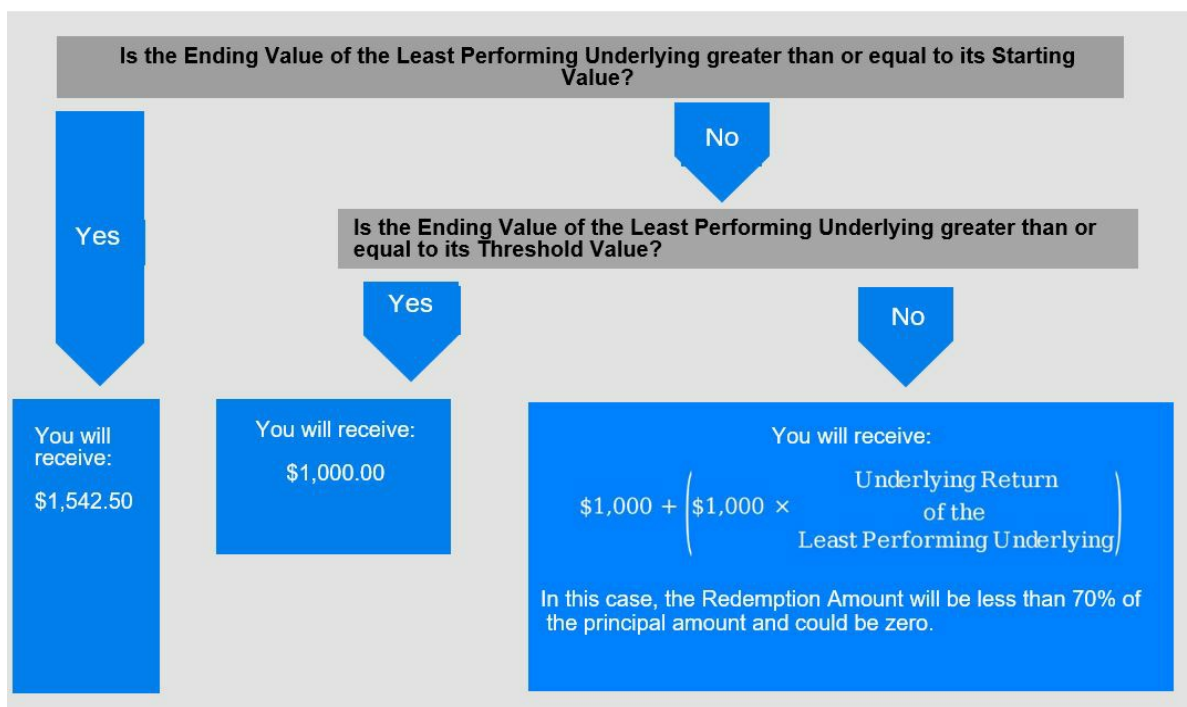 Is the Ending Value of the Least Performing Underlying greater than or equal to its Starting
Value?
No
Yes
Is the Ending Value of the Least Performing Underlying greater than or
equal to its Threshold Value?
Yes
No
You will
receive:
$1,542.50
You will receive:
$1,000.00
You will receive:
$1,000 + ($1,000 × Underlying Return
of the
Least Performing Underlying)
In this case, the Redemption Amount will be less than 70% of
the principal amount and could be zero.